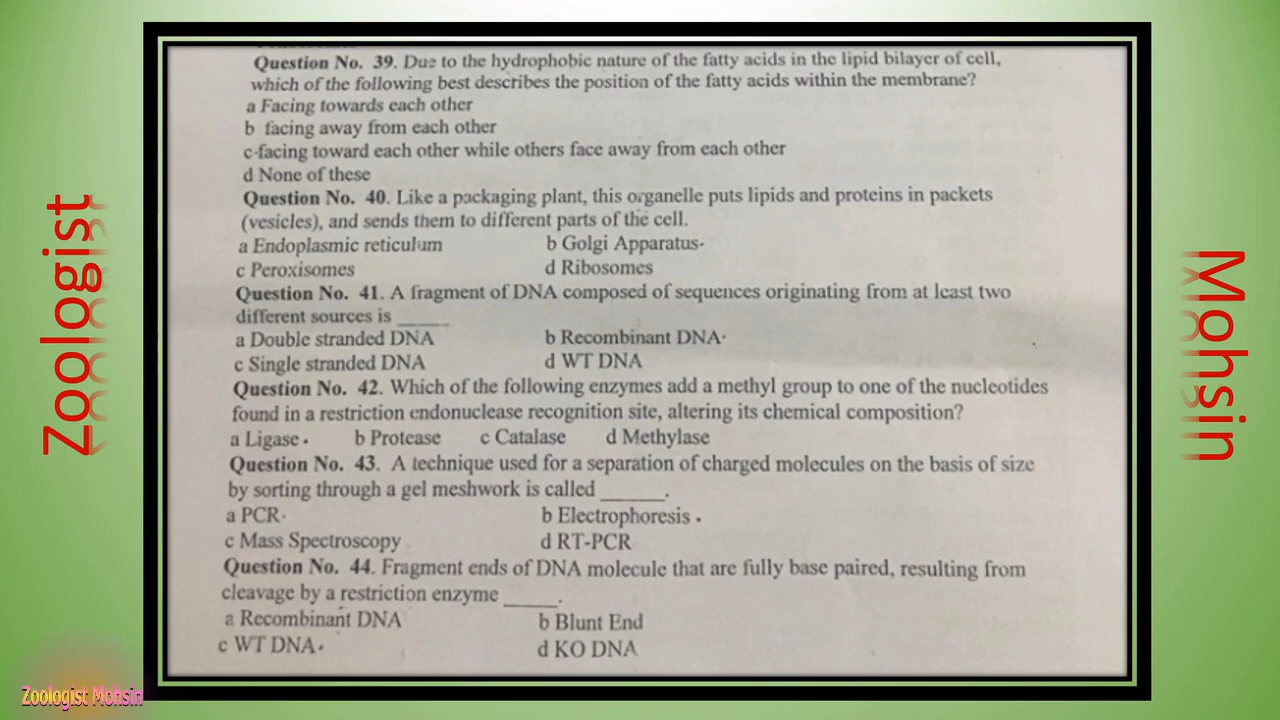 Question No. 39. Due to the hydrophobic nature of the fatty acids in the lipid bilayer of cell,
which of the following best describes the position of the fatty acids within the membrane?
a Facing towards each other
b facing away from each other
c-facing toward each other while others face away from each other
d None of these
Question No. 40. Like a packaging plant, this organelle puts lipids and proteins in packets
(vesicles), and sends them to different parts of the cell.
a Endoplasmic reticulum b Golgi Apparatus
c Peroxisomes d Ribosomes
Question No. 41. A fragment of DNA composed of sequences originating from at least two
different sources is _____
a Double stranded DNA b Recombinant DNA
c Single stranded DNA d WT DNA
Question No. 42. Which of the following enzymes add a methyl group to one of the nucleotides
found in a restriction endonuclease recognition site, altering its chemical composition?
a Ligase b Protease c Catalase d Methylase
Question No. 43. A technique used for a separation of charged molecules on the basis of size
by sorting through a gel meshwork is called ______.
a PCR b Electrophoresis
c Mass Spectroscopy d RT-PCR
Question No. 44. Fragment ends of DNA molecule that are fully base paired, resulting from
cleavage by a restriction enzyme _____.
a Recombinant DNA b Blunt End
c WT DNA d KO DNA
Zoologist
Mohsin
Zoologist Mohsin